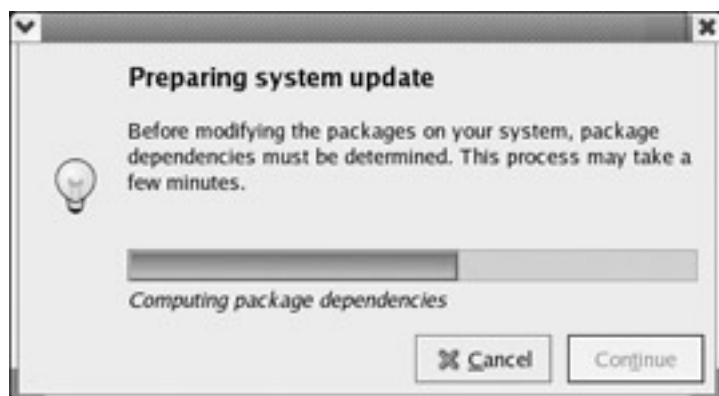 Preparing system update
Before modifying the packages on your system, package
dependencies must be determined. This process may take a
few minutes.
Computing package dependencies
Cancel
Continue